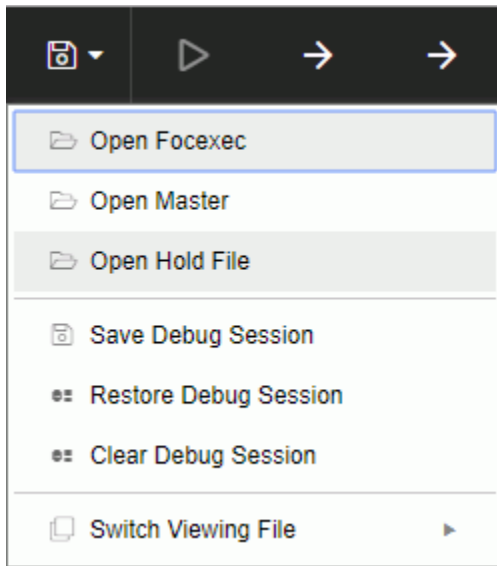 Open Focexec
Open Master
Open Hold File
Save Debug Session
Restore Debug Session
Clear Debug Session
Switch Viewing File